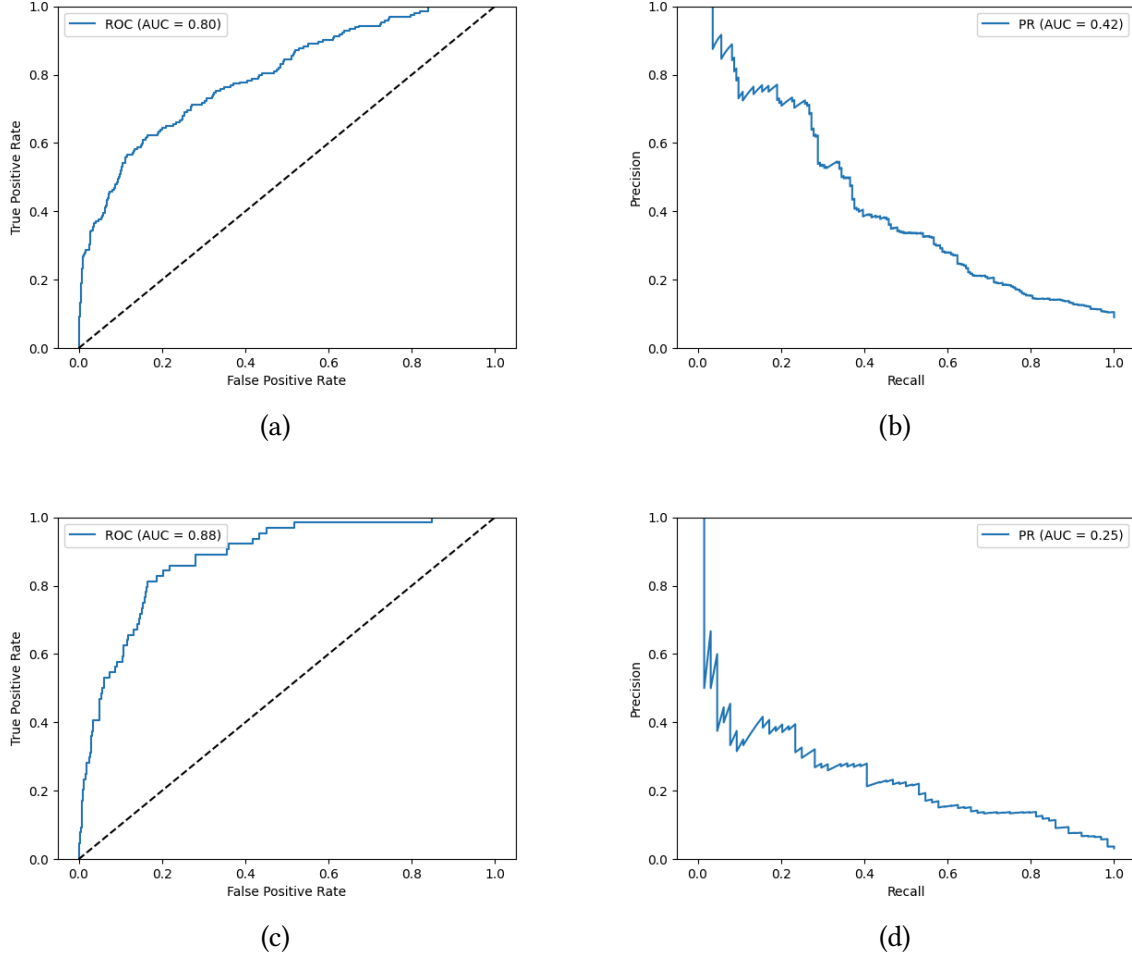 ROC (AUC = 0.80)
True Positive Rate
1.0
0.8
0.6
0.4
0.2
0.0
0.0 0.2 0.4 0.6 0.8 1.0
False Positive Rate
(a)
PR (AUC = 0.42)
Precision
1.0
0.8
0.6
0.4
0.2
0.0
0.0 0.2 0.4 0.6 0.8 1.0
Recall
(b)
ROC (AUC = 0.88)
True Positive Rate
1.0
0.8
0.6
0.4
0.2
0.0
0.0 0.2 0.4 0.6 0.8 1.0
False Positive Rate
(c)
PR (AUC = 0.25)
Precision
1.0
0.8
0.6
0.4
0.2
0.0
0.0 0.2 0.4 0.6 0.8 1.0
Recall
(d)